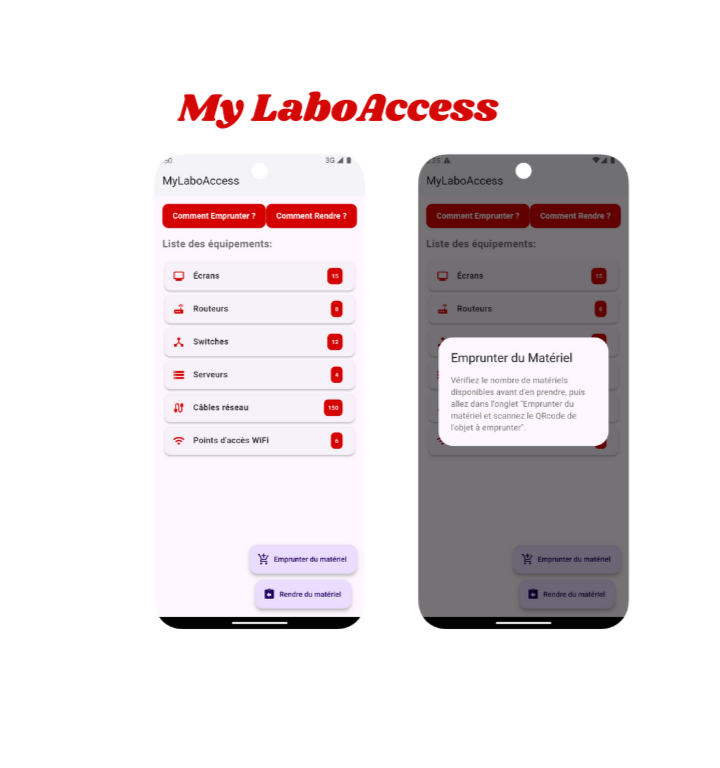 My LaboAccess
3G
MyLaboAccess
Comment Emprunter ? Comment Rendre ?
Liste des équipements:
Écrans 15
Routeurs 8
Switches 12
Serveurs 4
Câbles réseau 150
Points d'accès WiFi 6
Emprunter du matériel
Rendre du matériel
MyLaboAccess
Comment Emprunter ? Comment Rendre ?
Liste des équipements:
Écrans 15
Routeurs
Emprunter du Matériel
Vérifiez le nombre de matériels
disponibles avant d'en prendre, puis
allez dans l'onglet "Emprunter du
matériel et scannez le QRcode de
l'objet à emprunter".
Emprunter du matériel
Rendre du matériel